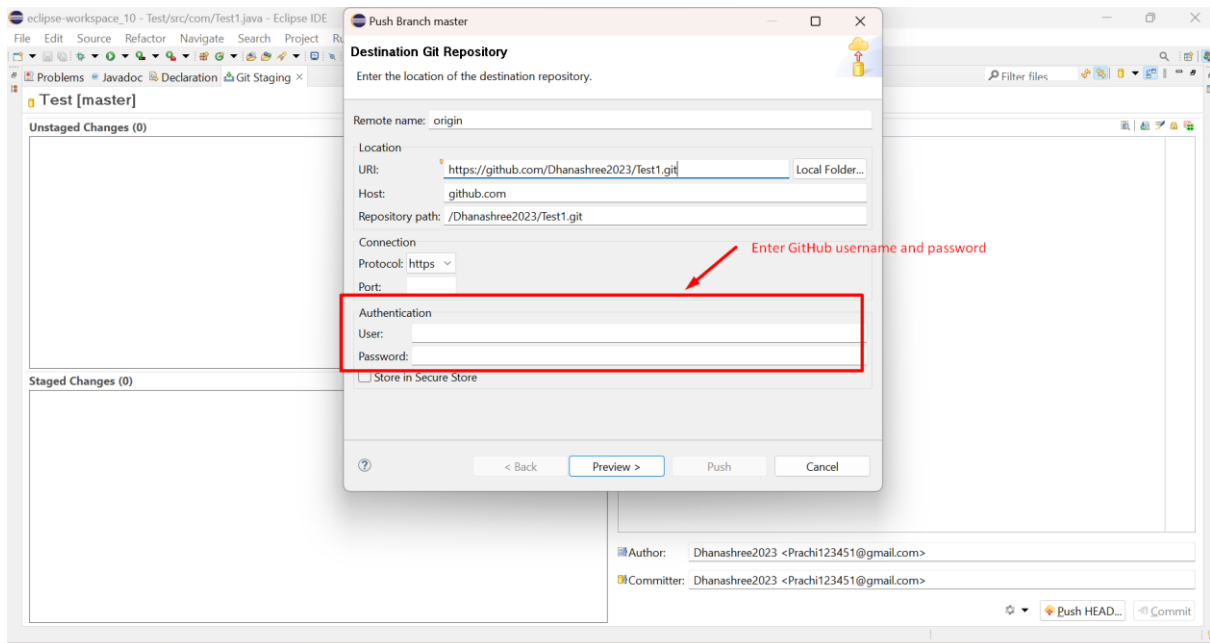 eclipse-workspace_10 - Test/src/com/Test1.java - Eclipse IDE
File Edit Source Refactor Navigate Search Project
Problems Javadoc Declaration Git Staging
Filter files
Test [master]
Unstaged Changes (0)
Staged Changes (0)
Push Branch master
Destination Git Repository
Enter the location of the destination repository.
Remote name: origin
Location
URI: https://github.com/Dhanashree2023/Test1.git Local Folder...
Host: github.com
Repository path: /Dhanashree2023/Test1.git
Connection
Protocol: https
Port:
Enter GitHub username and password
Authentication
User:
Password:
Store in Secure Store
< Back Preview > Push Cancel
Author: Dhanashree2023 <Prachi123451@gmail.com>
Committer: Dhanashree2023 <Prachi123451@gmail.com>
Push HEAD... Commit